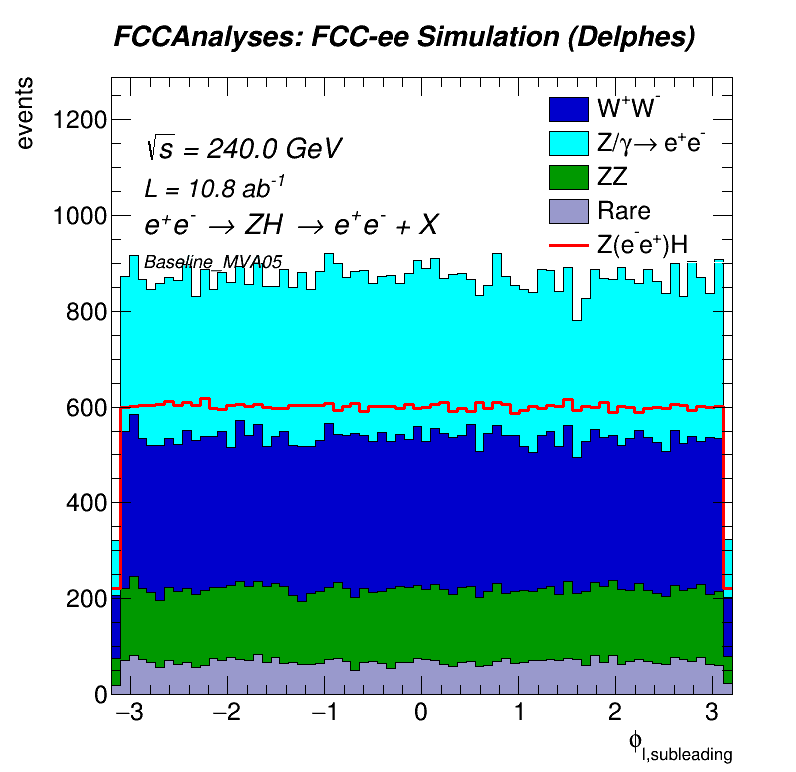 FCCAnalyses: FCC-ee Simulation (Delphes)
events
√s = 240.0 GeV
L = 10.8 ab⁻¹
e⁺e⁻ → ZH → e⁺e⁻ + X
Baseline_MVA05
W⁺W⁻
Z/γ→ e⁺e⁻
ZZ
Rare
Z(e⁻e⁺)H
1200
1000
800
600
400
200
0
−3 −2 −1 0 1 2 3
ϕl,subleading